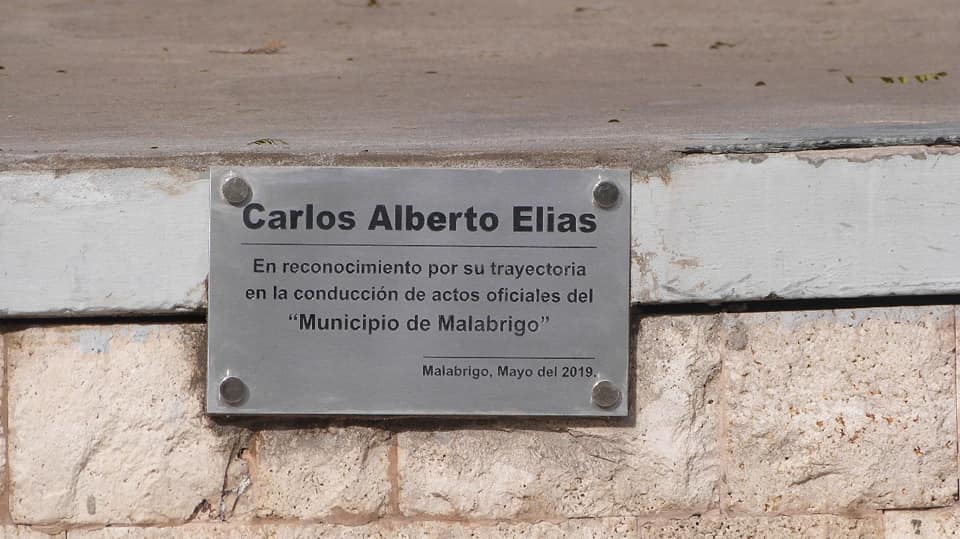 Carlos Alberto Elias
En reconocimiento por su trayectoria
en la conducción de actos oficiales del
“Municipio de Malabrigo”
Malabrigo, Mayo del 2019.